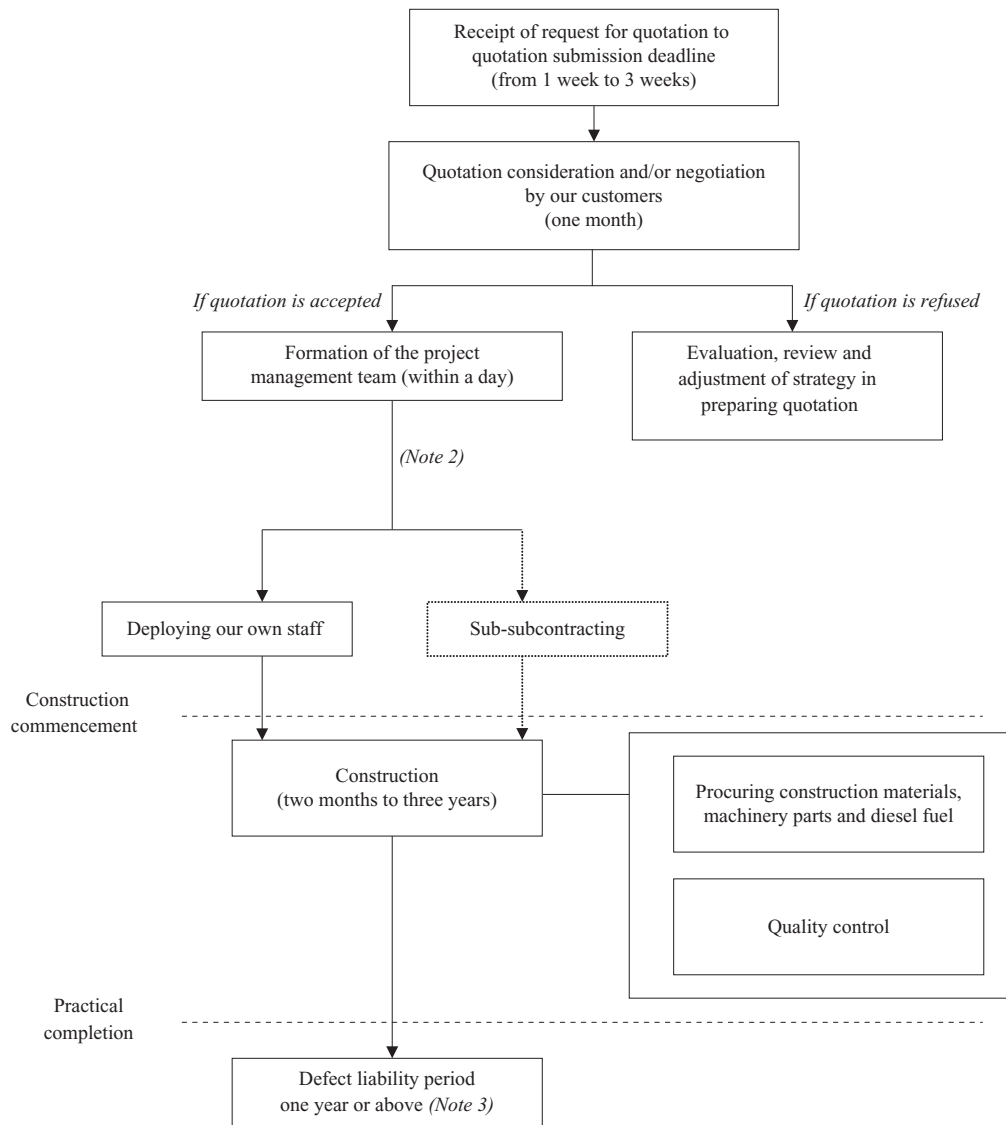 Receipt of request for quotation to
quotation submission deadline
(from 1 week to 3 weeks)
Quotation consideration and/or negotiation
by our customers
(one month)
If quotation is accepted
If quotation is refused
Formation of the project
management team (within a day)
Evaluation, review and
adjustment of strategy in
preparing quotation
(Note 2)
Deploying our own staff
Sub-subcontracting
Construction
commencement
Construction
(two months to three years)
Procuring construction materials,
machinery parts and diesel fuel
Quality control
Practical
completion
Defect liability period
one year or above (Note 3)